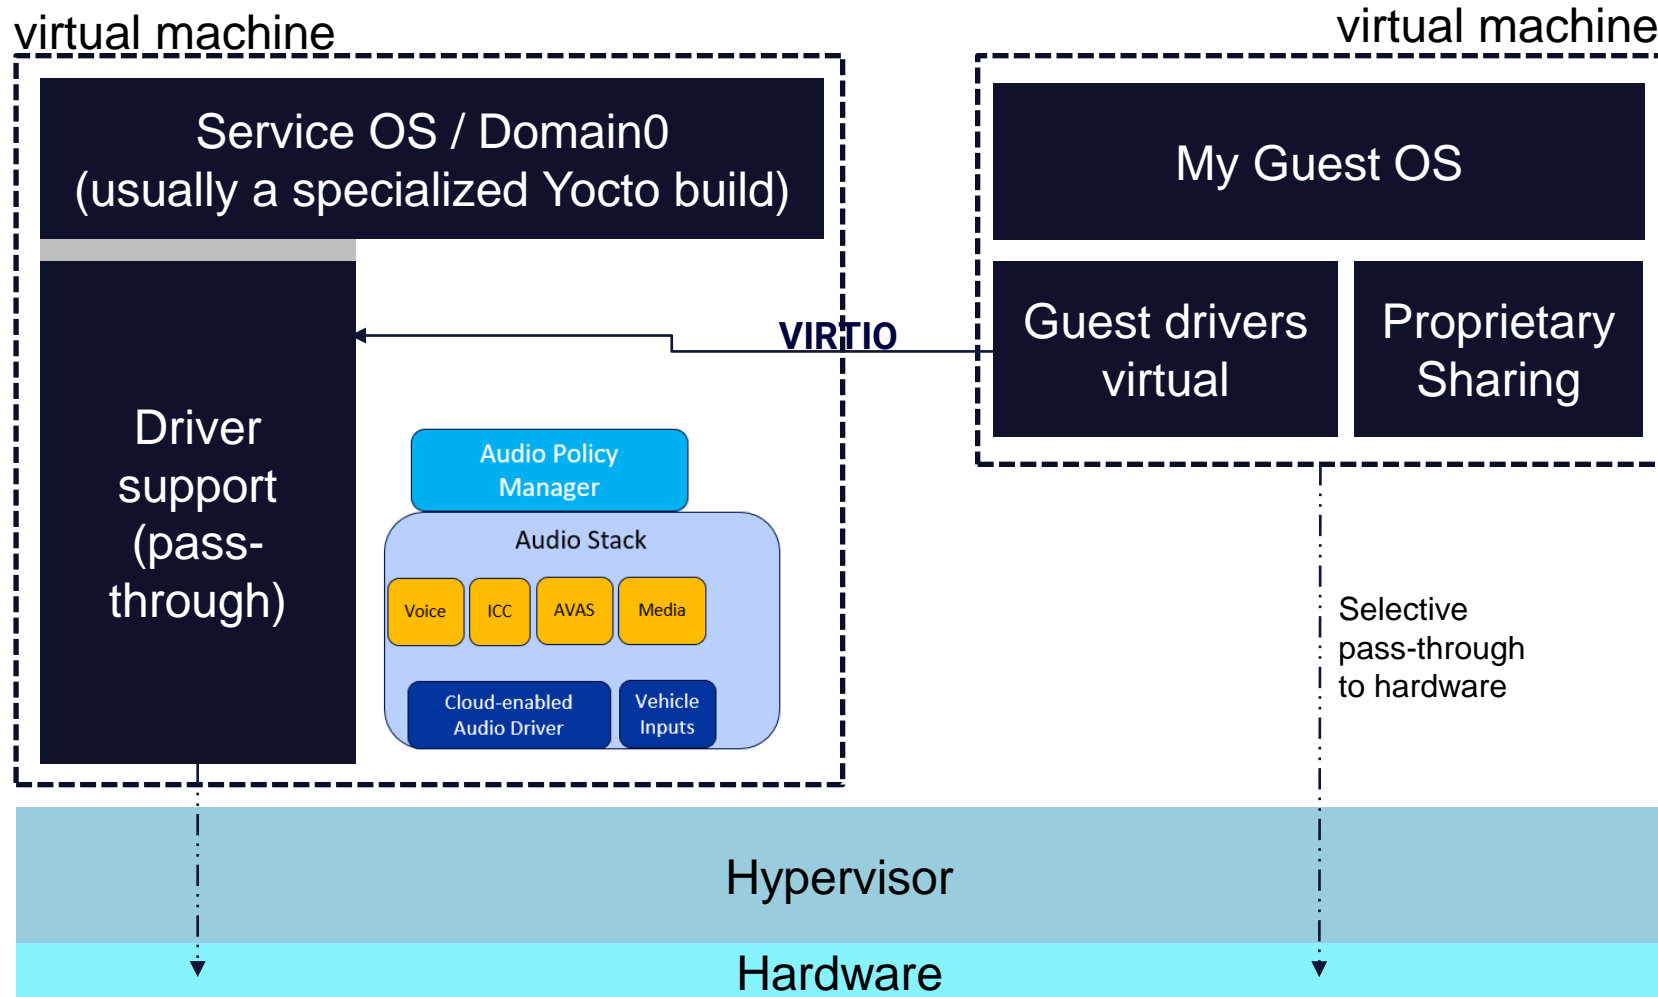 virtual machine
virtual machine
Service OS / Domain0
(usually a specialized Yocto build)
My Guest OS
VIRTIO
Guest drivers
virtual
Proprietary
Sharing
Driver
support
(pass-
through)
Audio Policy
Manager
Audio Stack
Voice
ICC
AVAS
Media
Cloud-enabled
Audio Driver
Vehicle
Inputs
Selective
pass-through
to hardware
Hypervisor
Hardware